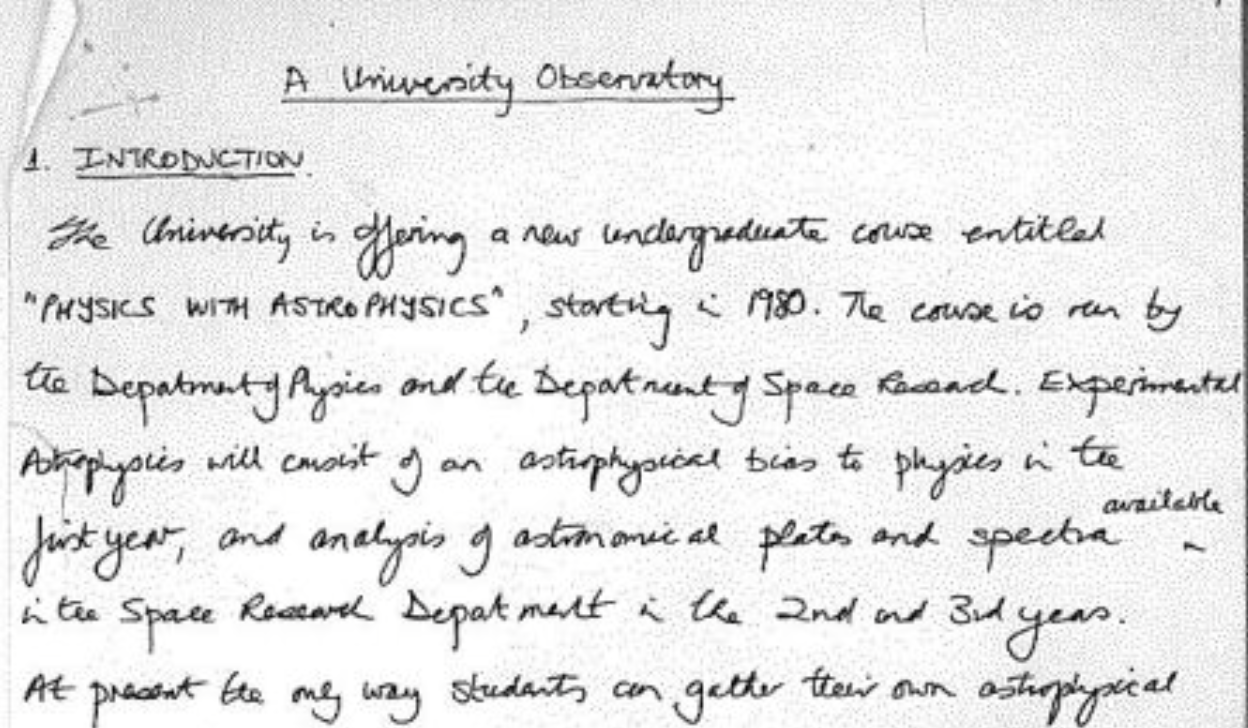 A University Observatory
1. INTRODUCTION.
The University is offering a new undergraduate course entitled
"PHYSICS WITH ASTROPHYSICS", starting in 1980. The course is run by
the Department of Physics and the Department of Space Research. Experimental
Astrophysics will consist of an astrophysical bias to physics in the
available
first year, and analysis of astronomical plates and spectra
in the Space Research Department in the 2nd and 3rd years.
At present the only way students can gather their own astrophysical